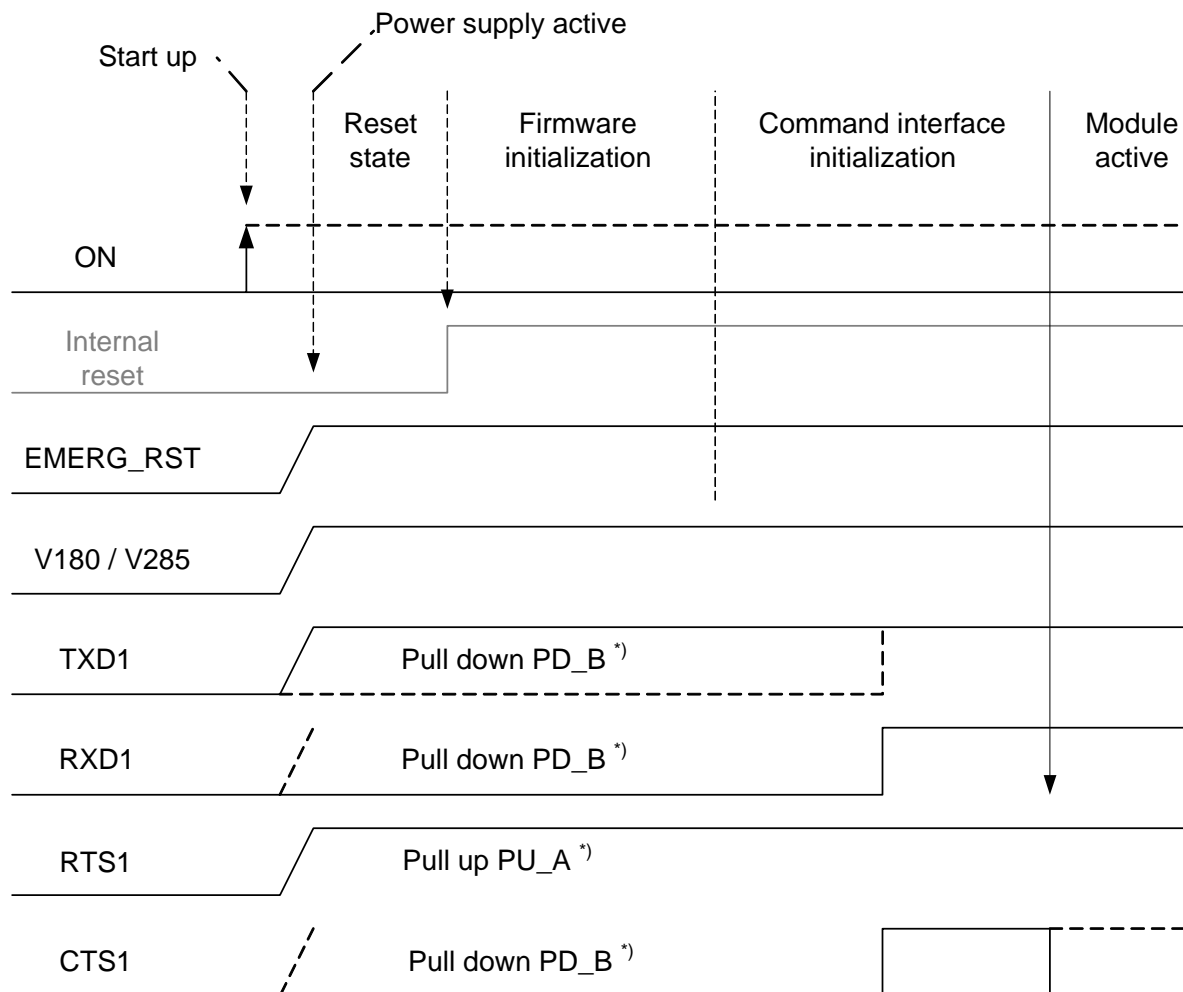 Power supply active
Start up
Reset
state
Firmware
initialization
Command interface
initialization
Module
active
ON
Internal
reset
EMERG_RST
V180 / V285
TXD1
Pull down PD_B *)
RXD1
Pull down PD_B *)
RTS1
Pull up PU_A *)
CTS1
Pull down PD_B *)